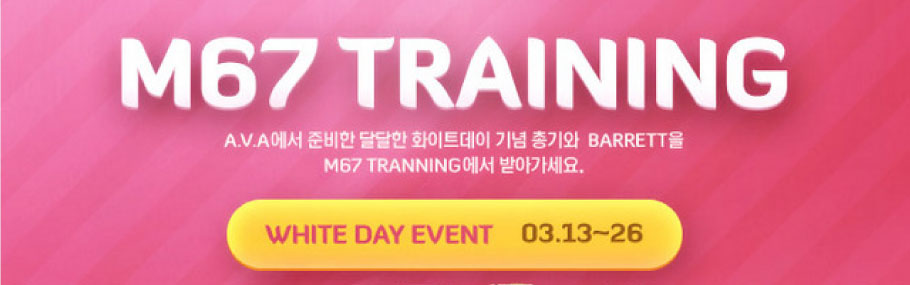 M67 TRAINING
A.V.A에서 준비한 달달한 화이트데이 기념 총기와 BARRETT을
M67 TRANNING에서 받아가세요.
WHITE DAY EVENT 03.13~26